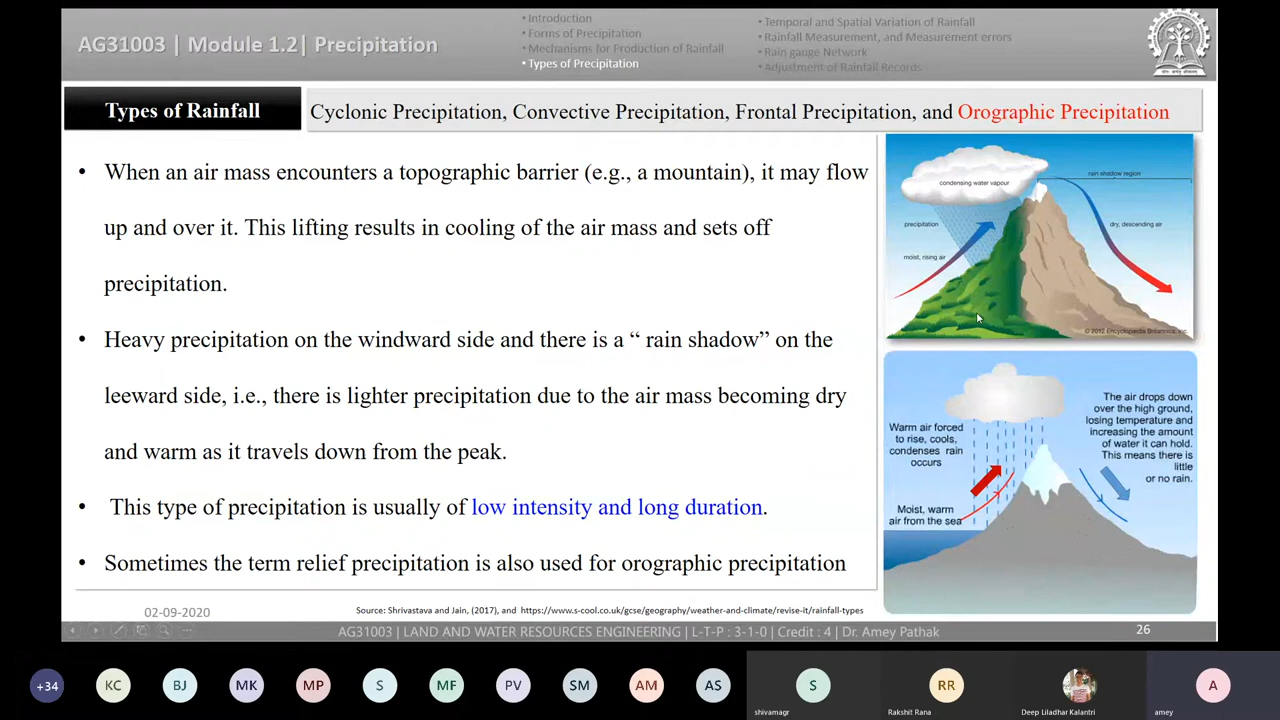 AG31003 | Module 1.2| Precipitation
•Introduction
•Forms of Precipitation
•Mechanisms for Production of Rainfall
•Types of Precipitation
•Temporal and Spatial Variation of Rainfall
•Rainfall Measurement, and Measurement errors
•Rain gauge Network
•Adjustment of Rainfall Records
Types of Rainfall
Cyclonic Precipitation, Convective Precipitation, Frontal Precipitation, and Orographic Precipitation
• When an air mass encounters a topographic barrier (e.g., a mountain), it may flow
up and over it. This lifting results in cooling of the air mass and sets off
precipitation.
• Heavy precipitation on the windward side and there is a “ rain shadow” on the
leeward side, i.e., there is lighter precipitation due to the air mass becoming dry
and warm as it travels down from the peak.
• This type of precipitation is usually of low intensity and long duration.
• Sometimes the term relief precipitation is also used for orographic precipitation
condensing water vapour
rain shadow region
precipitation
dry, descending air
moist, rising air
© 2012 Encyclopædia Britannica, Inc.
Warm air forced
to rise, cools,
condenses rain
occurs
Moist, warm
air from the sea
The air drops down
over the high ground,
losing temperature and
increasing the amount
of water it can hold.
This means there is
little
or no rain.
02-09-2020
Source: Shrivastava and Jain, (2017), and https://www.s-cool.co.uk/gcse/geography/weather-and-climate/revise-it/rainfall-types
AG31003 | LAND AND WATER RESOURCES ENGINEERING | L-T-P : 3-1-0 | Credit : 4 | Dr. Amey Pathak
26
+34
KC
BJ
MK
MP
S
MF
PV
SM
AM
AS
S
shivamagr
RR
Rakshit Rana
Deep Liladhar Kalantri
A
amey